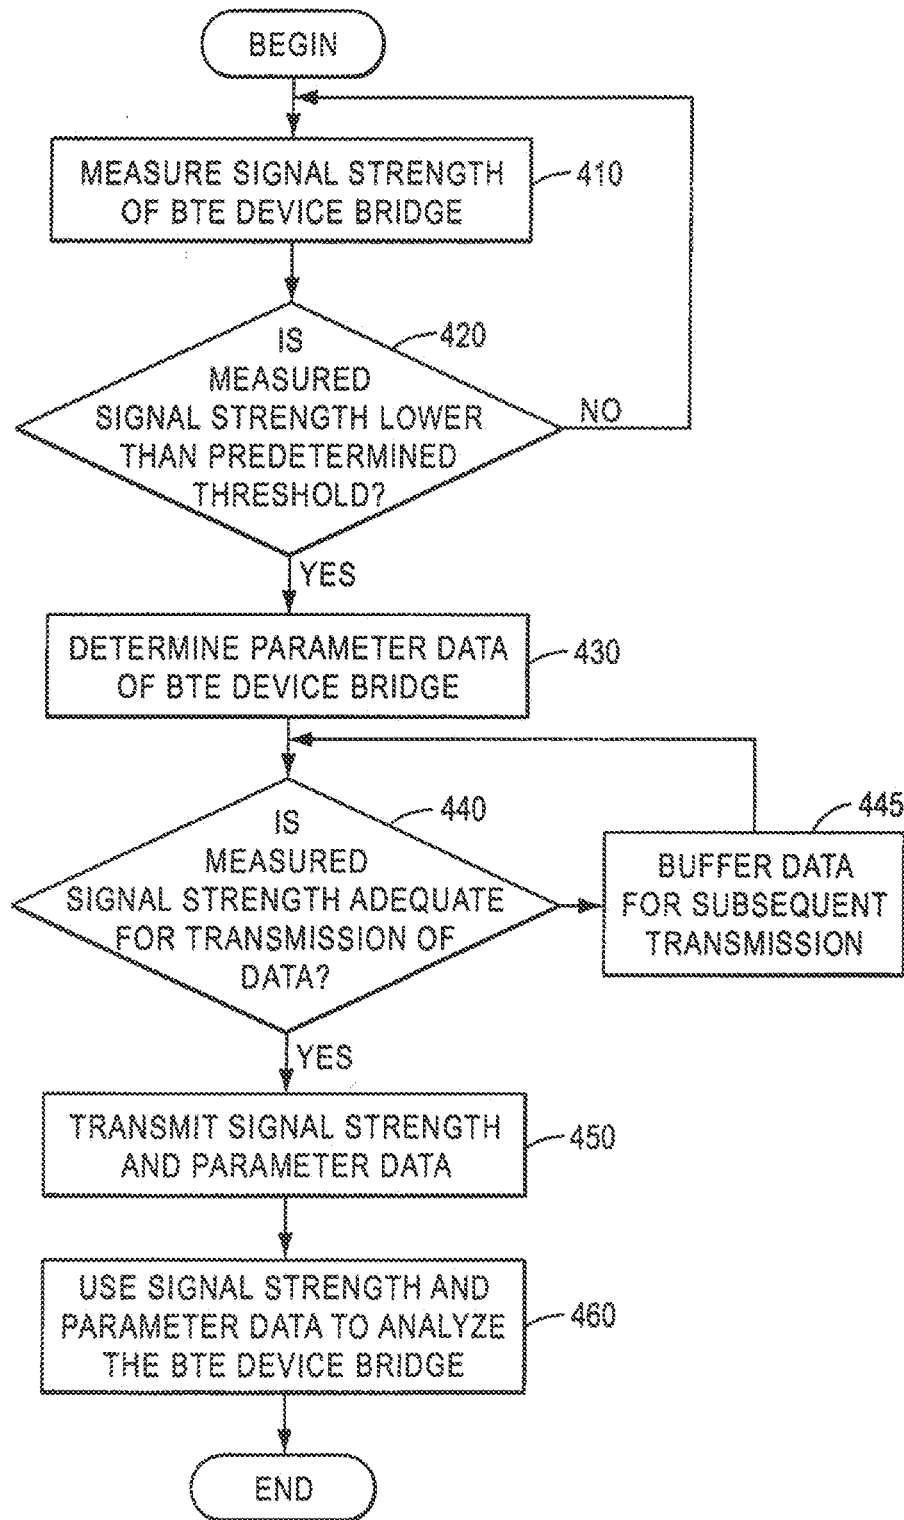 BEGIN
MEASURE SIGNAL STRENGTH
OF BTE DEVICE BRIDGE
410
IS
MEASURED
SIGNAL STRENGTH LOWER
THAN PREDETERMINED
THRESHOLD?
420
NO
YES
DETERMINE PARAMETER DATA
OF BTE DEVICE BRIDGE
430
IS
MEASURED
SIGNAL STRENGTH ADEQUATE
FOR TRANSMISSION OF
DATA?
440
445
BUFFER DATA
FOR SUBSEQUENT
TRANSMISSION
YES
TRANSMIT SIGNAL STRENGTH
AND PARAMETER DATA
450
USE SIGNAL STRENGTH AND
PARAMETER DATA TO ANALYZE
THE BTE DEVICE BRIDGE
460
END